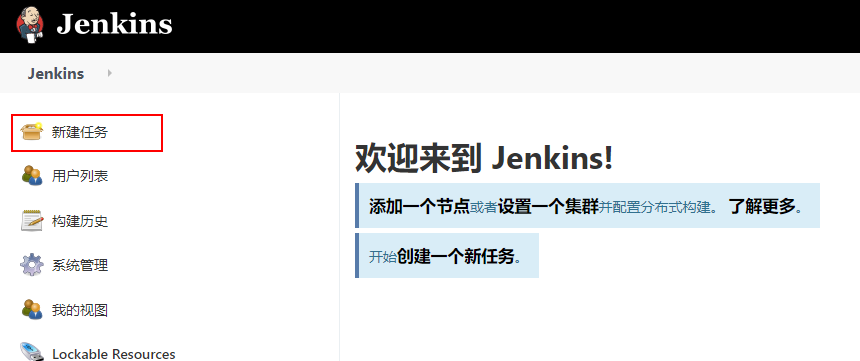 Jenkins
Jenkins
新建任务
用户列表
构建历史
系统管理
我的视图
Lockable Resources
欢迎来到 Jenkins!
添加一个节点或者设置一个集群并配置分布式构建。 了解更多。
开始创建一个新任务。